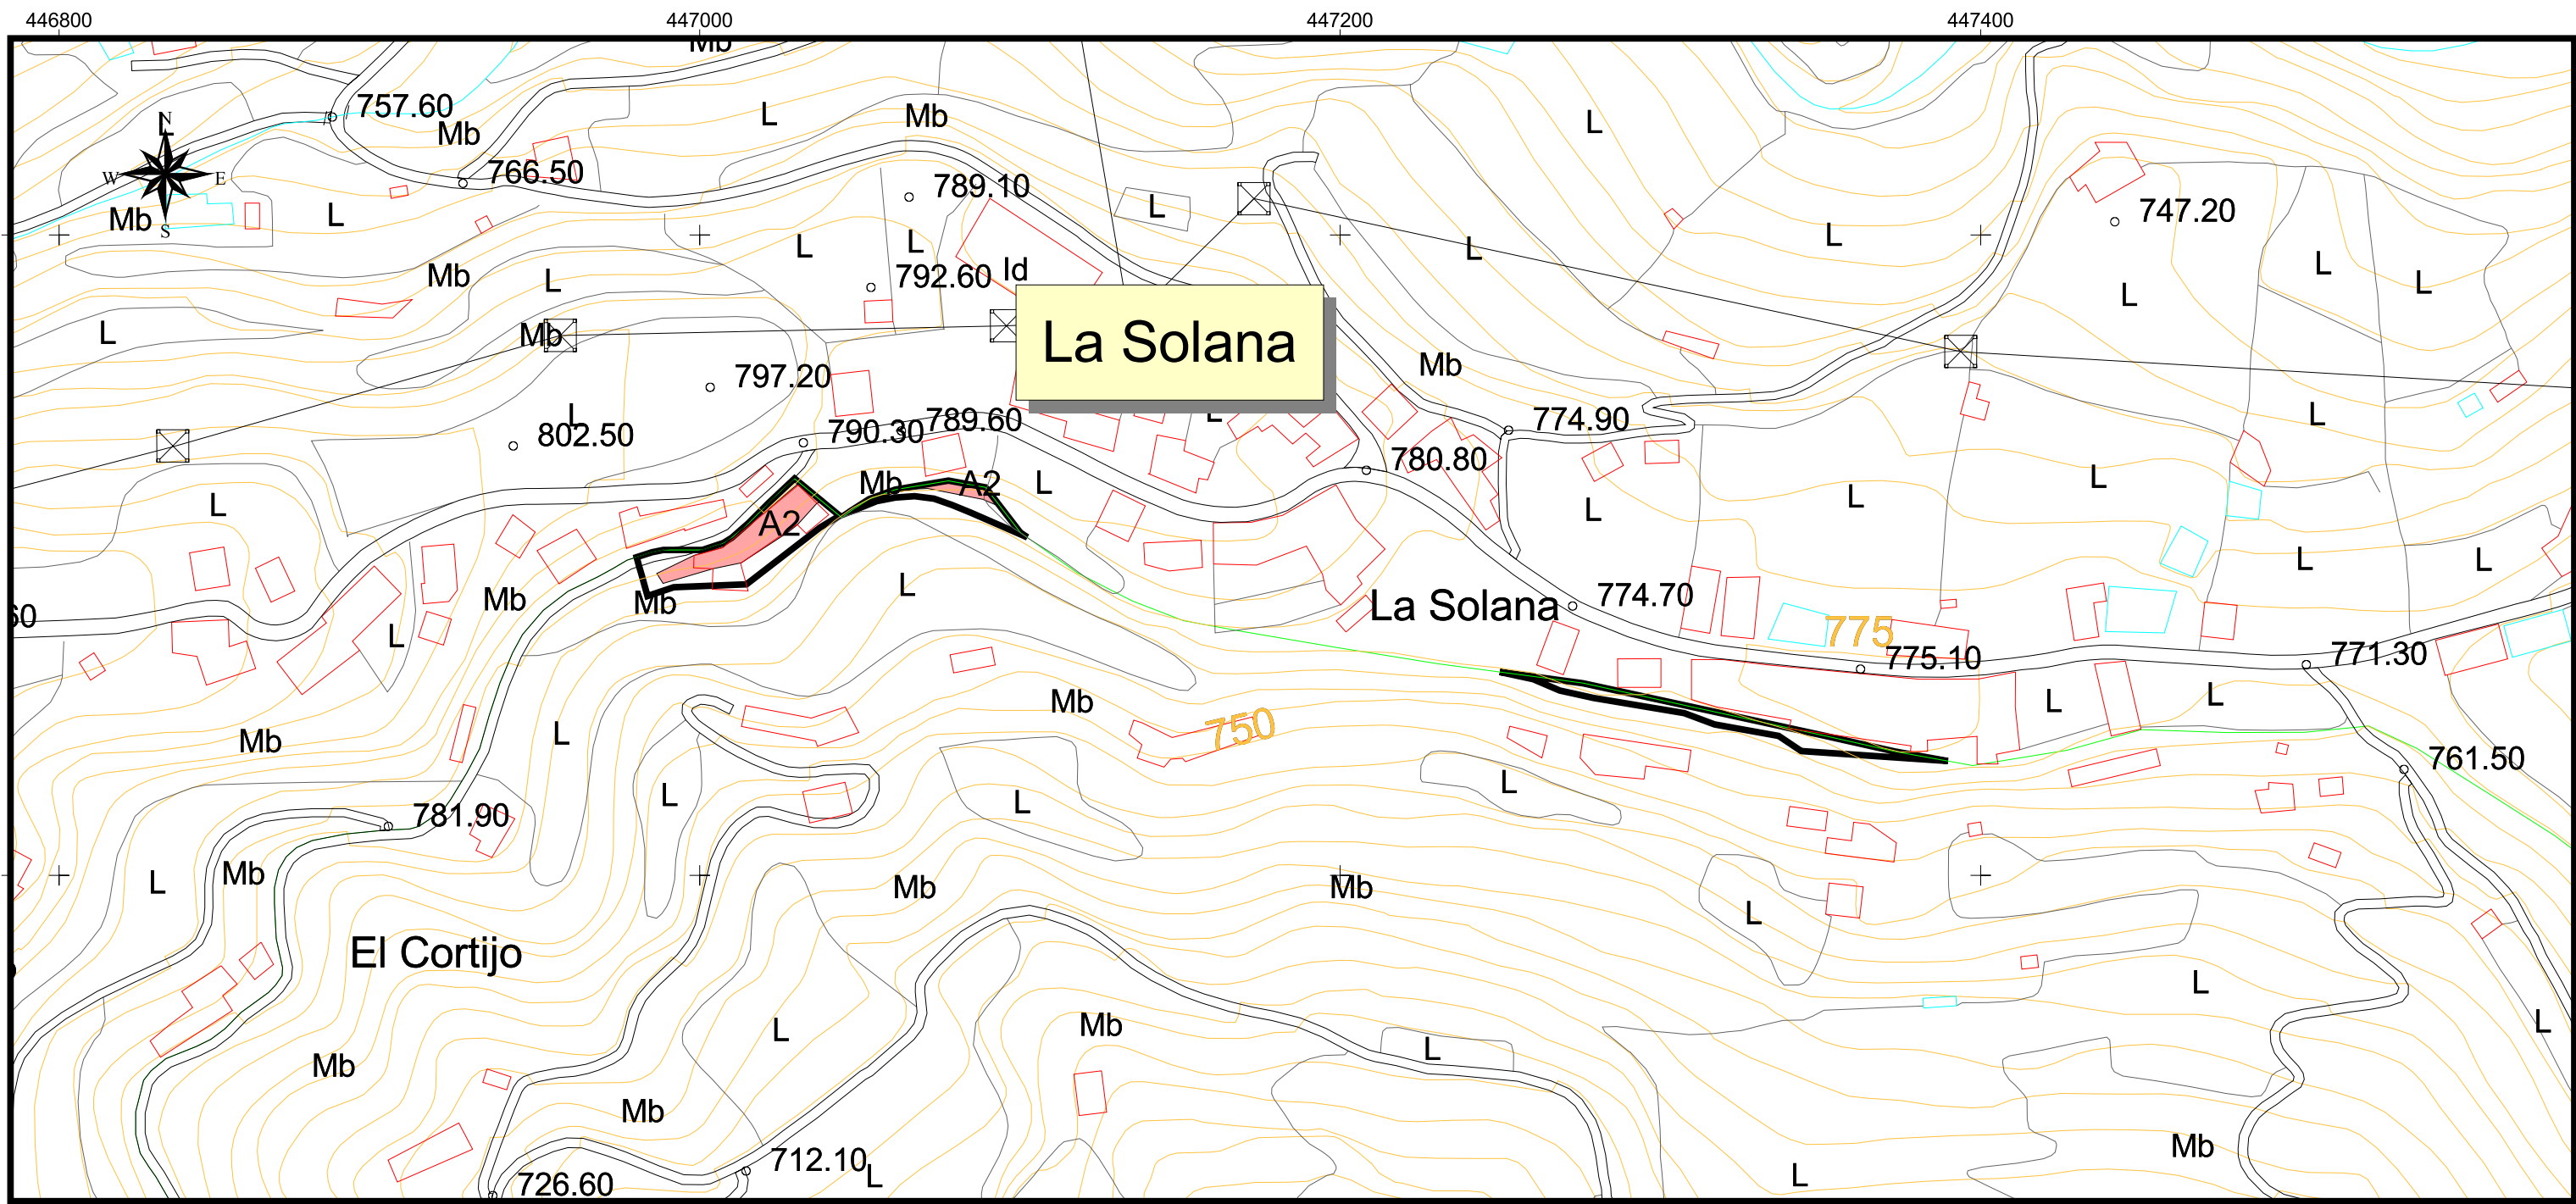 446800 447000 447200 447400
Mb
757.60 Mb L Mb L
L N
W E
S
766.50 789.10
Mb L L 747.20
L L L L
Mb L 792.60 Id L L L
L Mb
La Solana
Mb
797.20
L 802.50 790.30 789.60 L 774.90 L
780.80
L Mb A2 L L L L
A2 L
L L L
Mb Mb La Solana 774.70
60 L 775 775.10 771.30
Mb L L
Mb L 750 761.50
L L L
781.90
L Mb Mb Mb L
El Cortijo
L
L Mb L
Mb L
Mb Mb
712.10 L L
726.60